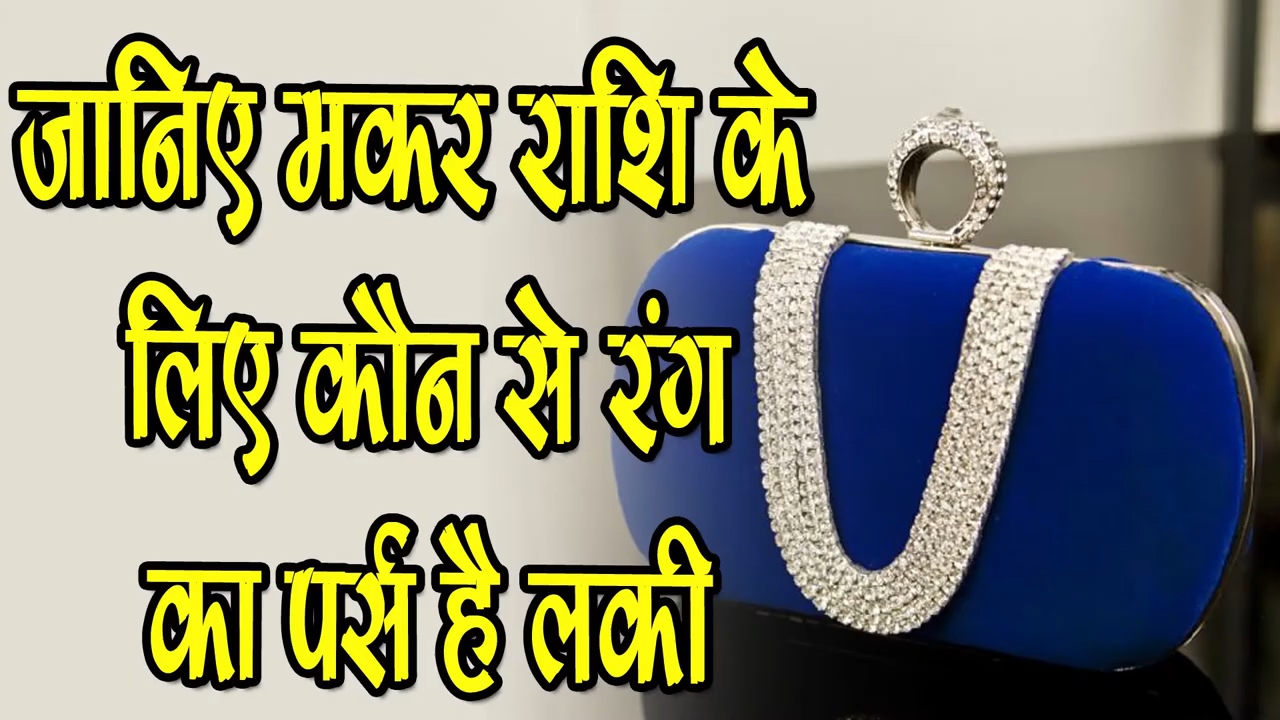 जानिए मकर राशि के
लिए कौन से रंग
का पर्स है लकी